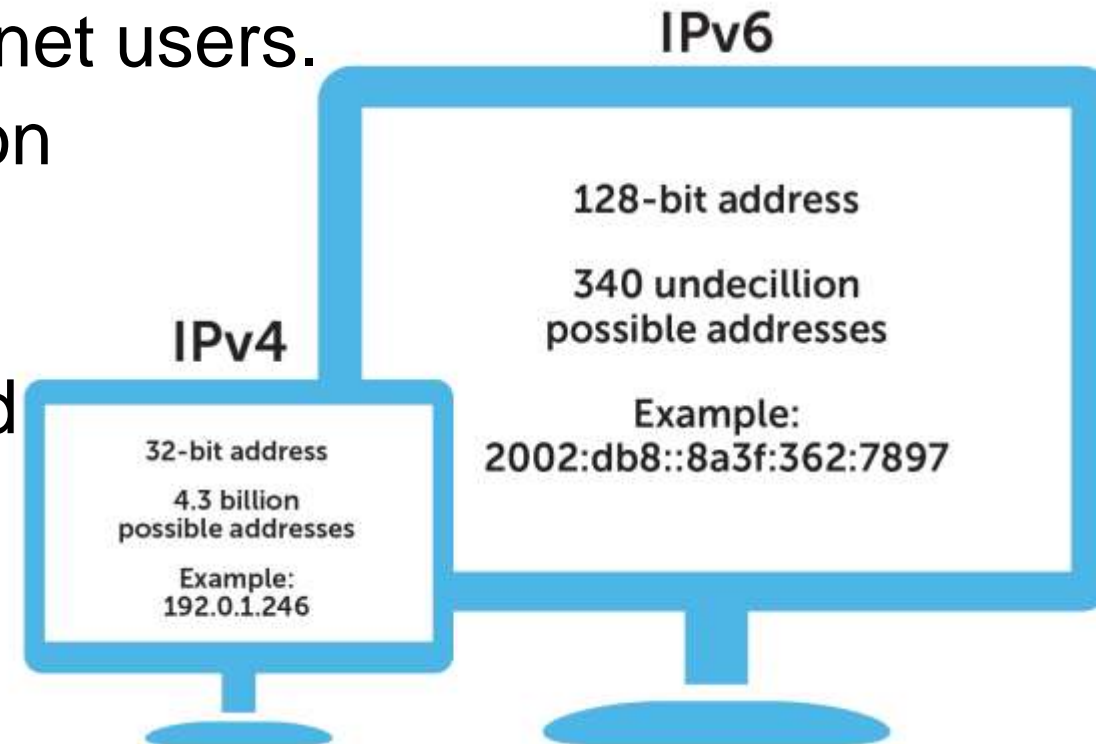 net users.
on
d
IPv6
128-bit address
340 undecillion
possible addresses
Example:
2002:db8::8a3f:362:7897
IPv4
32-bit address
4.3 billion
possible addresses
Example:
192.0.1.246